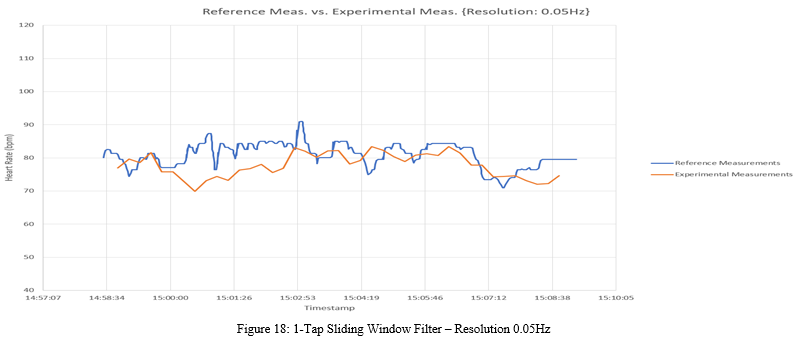 Reference Meas. vs. Experimental Meas. {Resolution: 0.05Hz}
120
110
100
90
80
70
60
50
40
Heart Rate (bpm)
14:57:07 14:58:34 15:00:00 15:01:26 15:02:53 15:04:19 15:05:46 15:07:12 15:08:38 15:10:05
Timestamp
Reference Measurements
Experimental Measurements
Figure 18: 1-Tap Sliding Window Filter – Resolution 0.05Hz